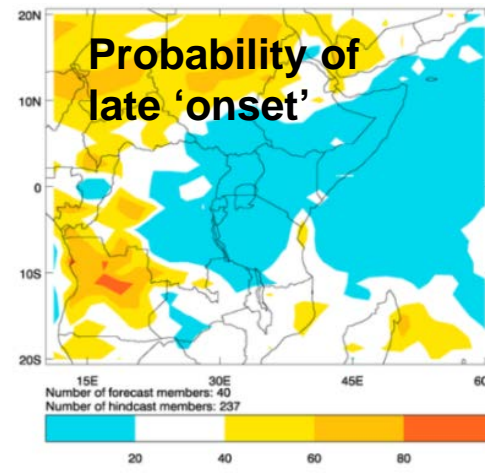 20N
Probability of
late ‘onset’
10N
0
10S
20S
15E 30E 45E 60
Number of forecast members: 40
Number of hindcast members: 237
20 40 60 80